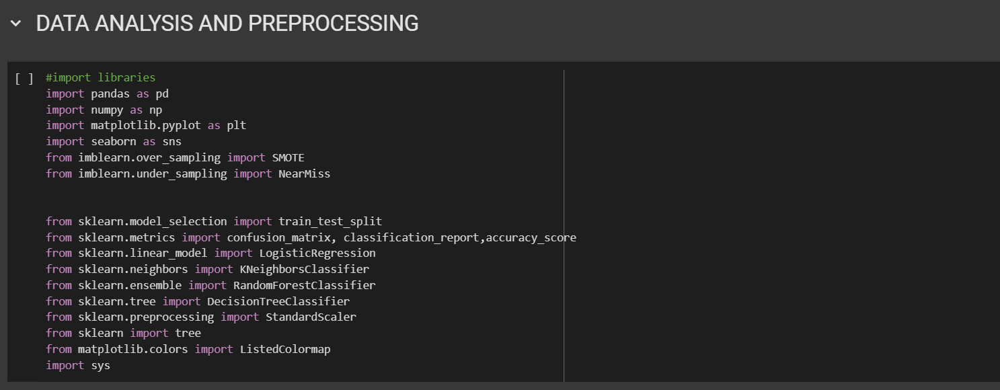 DATA ANALYSIS AND PREPROCESSING
[ ] #import libraries
import pandas as pd
import numpy as np
import matplotlib.pyplot as plt
import seaborn as sns
from imblearn.over_sampling import SMOTE
from imblearn.under_sampling import NearMiss
from sklearn.model_selection import train_test_split
from sklearn.metrics import confusion_matrix, classification_report,accuracy_score
from sklearn.linear_model import LogisticRegression
from sklearn.neighbors import KNeighborsClassifier
from sklearn.ensemble import RandomForestClassifier
from sklearn.tree import DecisionTreeClassifier
from sklearn.preprocessing import StandardScaler
from sklearn import tree
from matplotlib.colors import ListedColormap
import sys